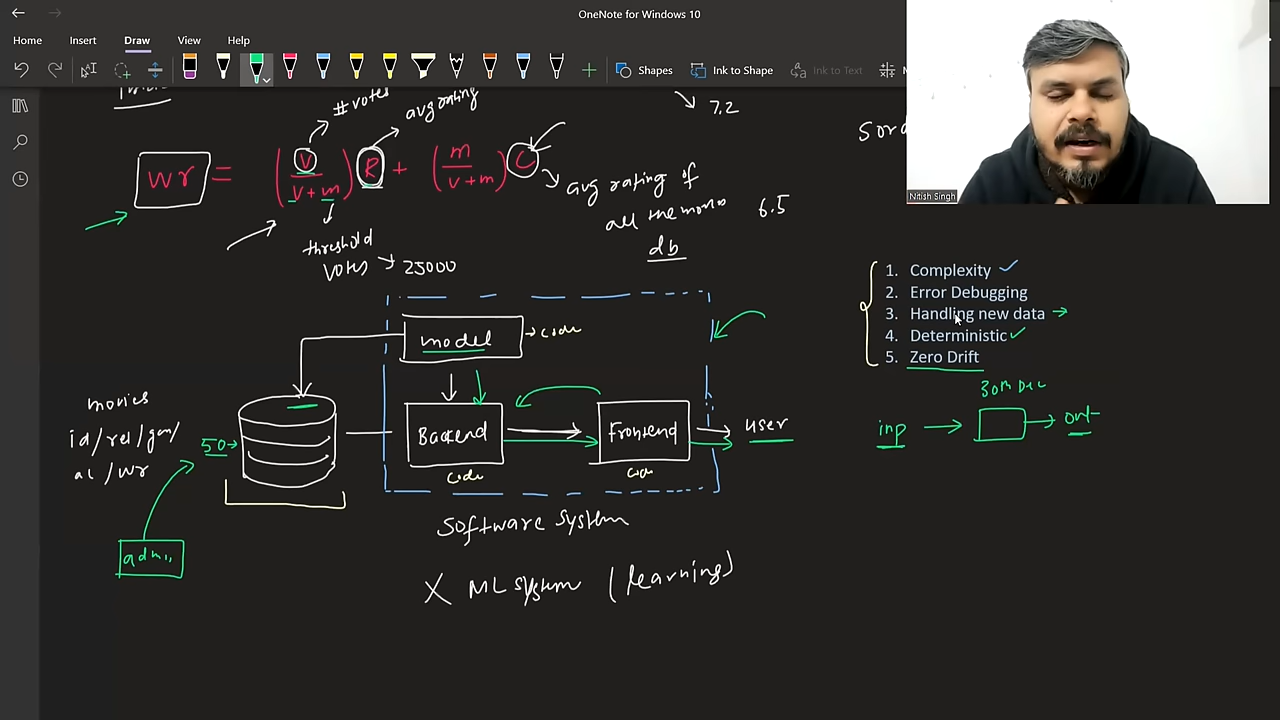 OneNote for Windows 10
Home Insert Draw View Help
Shapes Ink to Shape Ink to Text
#votes
avg rating
7.2
wr = (v/v+m) R + (m/v+m) C
threshold
votes → 25000
avg rating of
all the movies 6.5
db
Nitish Singh
1. Complexity ✓
2. Error Debugging
3. Handling new data →
4. Deterministic ✓
5. Zero Drift
model → code
movies
id/rel/gen/
ac/wr
50→
Backend
code
Frontend
user
30th Dec
inp → → out
admin
software system
X ML system (learning)